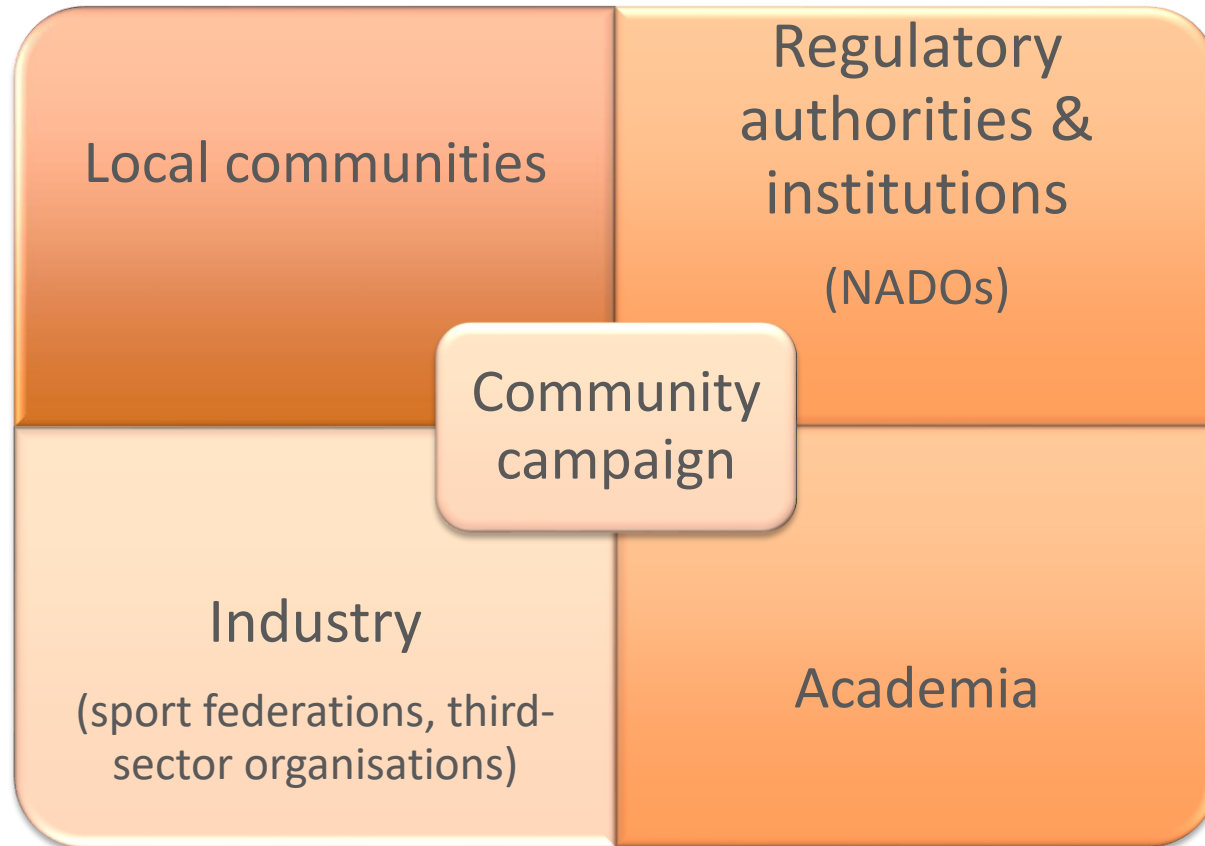 Local communities
Regulatory
authorities &
institutions
(NADOs)
Community
campaign
Industry
(sport federations, third-
sector organisations)
Academia